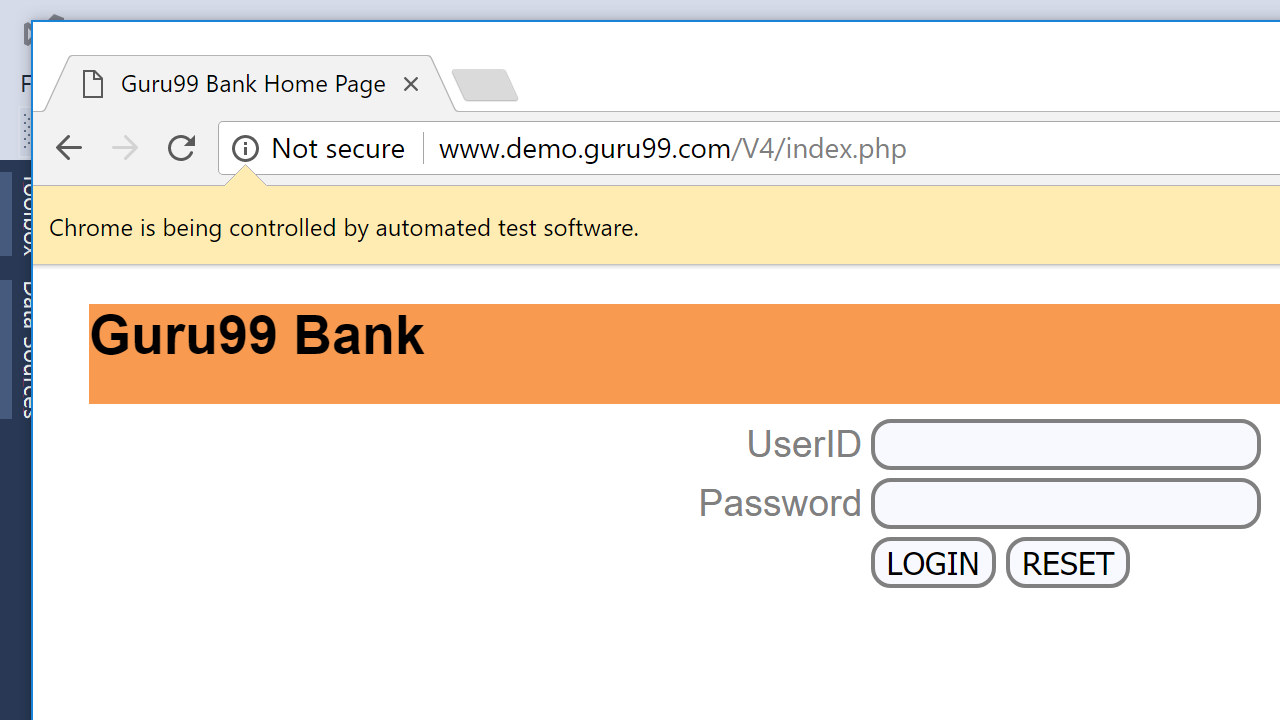 F
Guru99 Bank Home Page
Not secure
www.demo.guru99.com/V4/index.php
Toolbox
Chrome is being controlled by automated test software.
Data Sources
Guru99 Bank
UserID
Password
LOGIN RESET